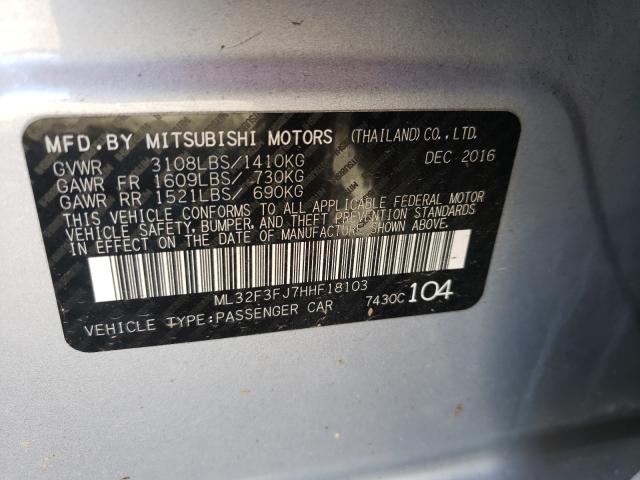 MFD.BY MITSUBISHI MOTORS (THAILAND)CO.,LTD.
GVWR 3108LBS/1410KG DEC 2016
GAWR FR 1609LBS/ 730KG
GAWR RR 1521LBS/ 690KG
THIS VEHICLE CONFORMS TO ALL APPLICABLE FEDERAL MOTOR
VEHICLE SAFETY, BUMPER, AND THEFT PREVENTION STANDARDS
IN EFFECT ON THE DATE OF MANUFACTURE SHOWN ABOVE.
ML32F3FJ7HHF18103
VEHICLE TYPE:PASSENGER CAR 7430C 104